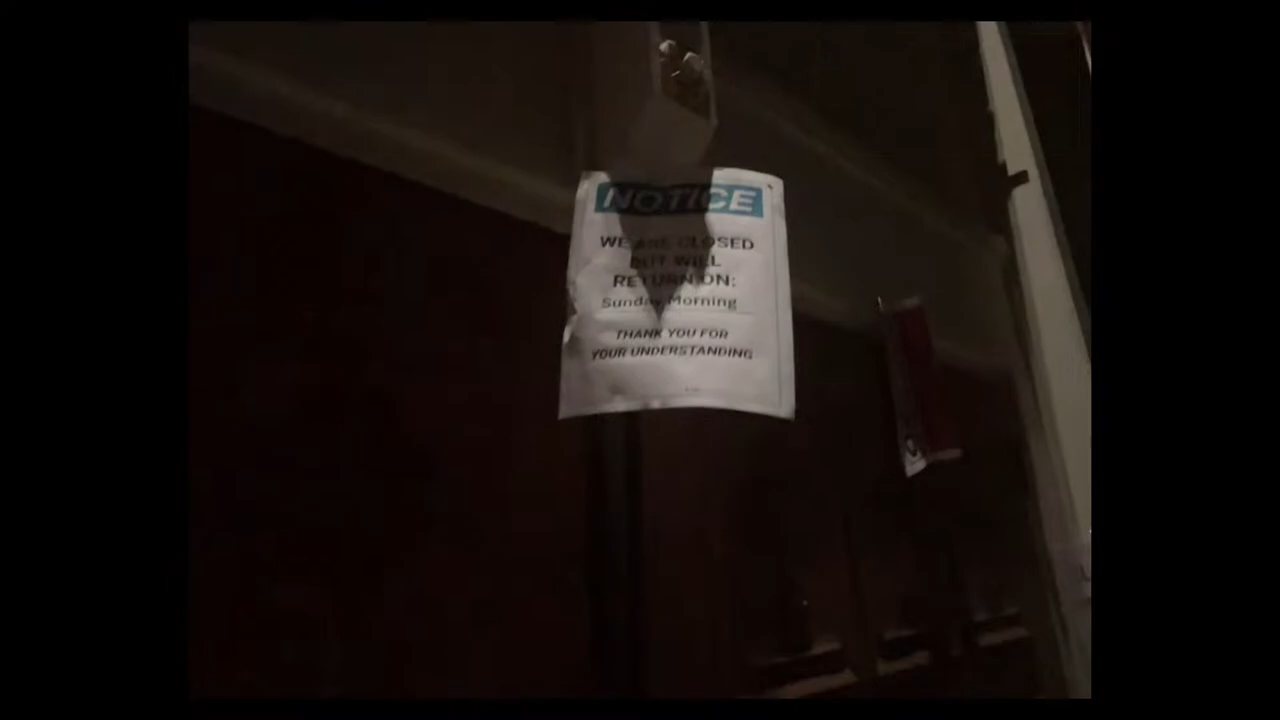 NOTICE
WE ARE CLOSED
BUT WILL
RETURN ON:
Sunday Morning
THANK YOU FOR
YOUR UNDERSTANDING